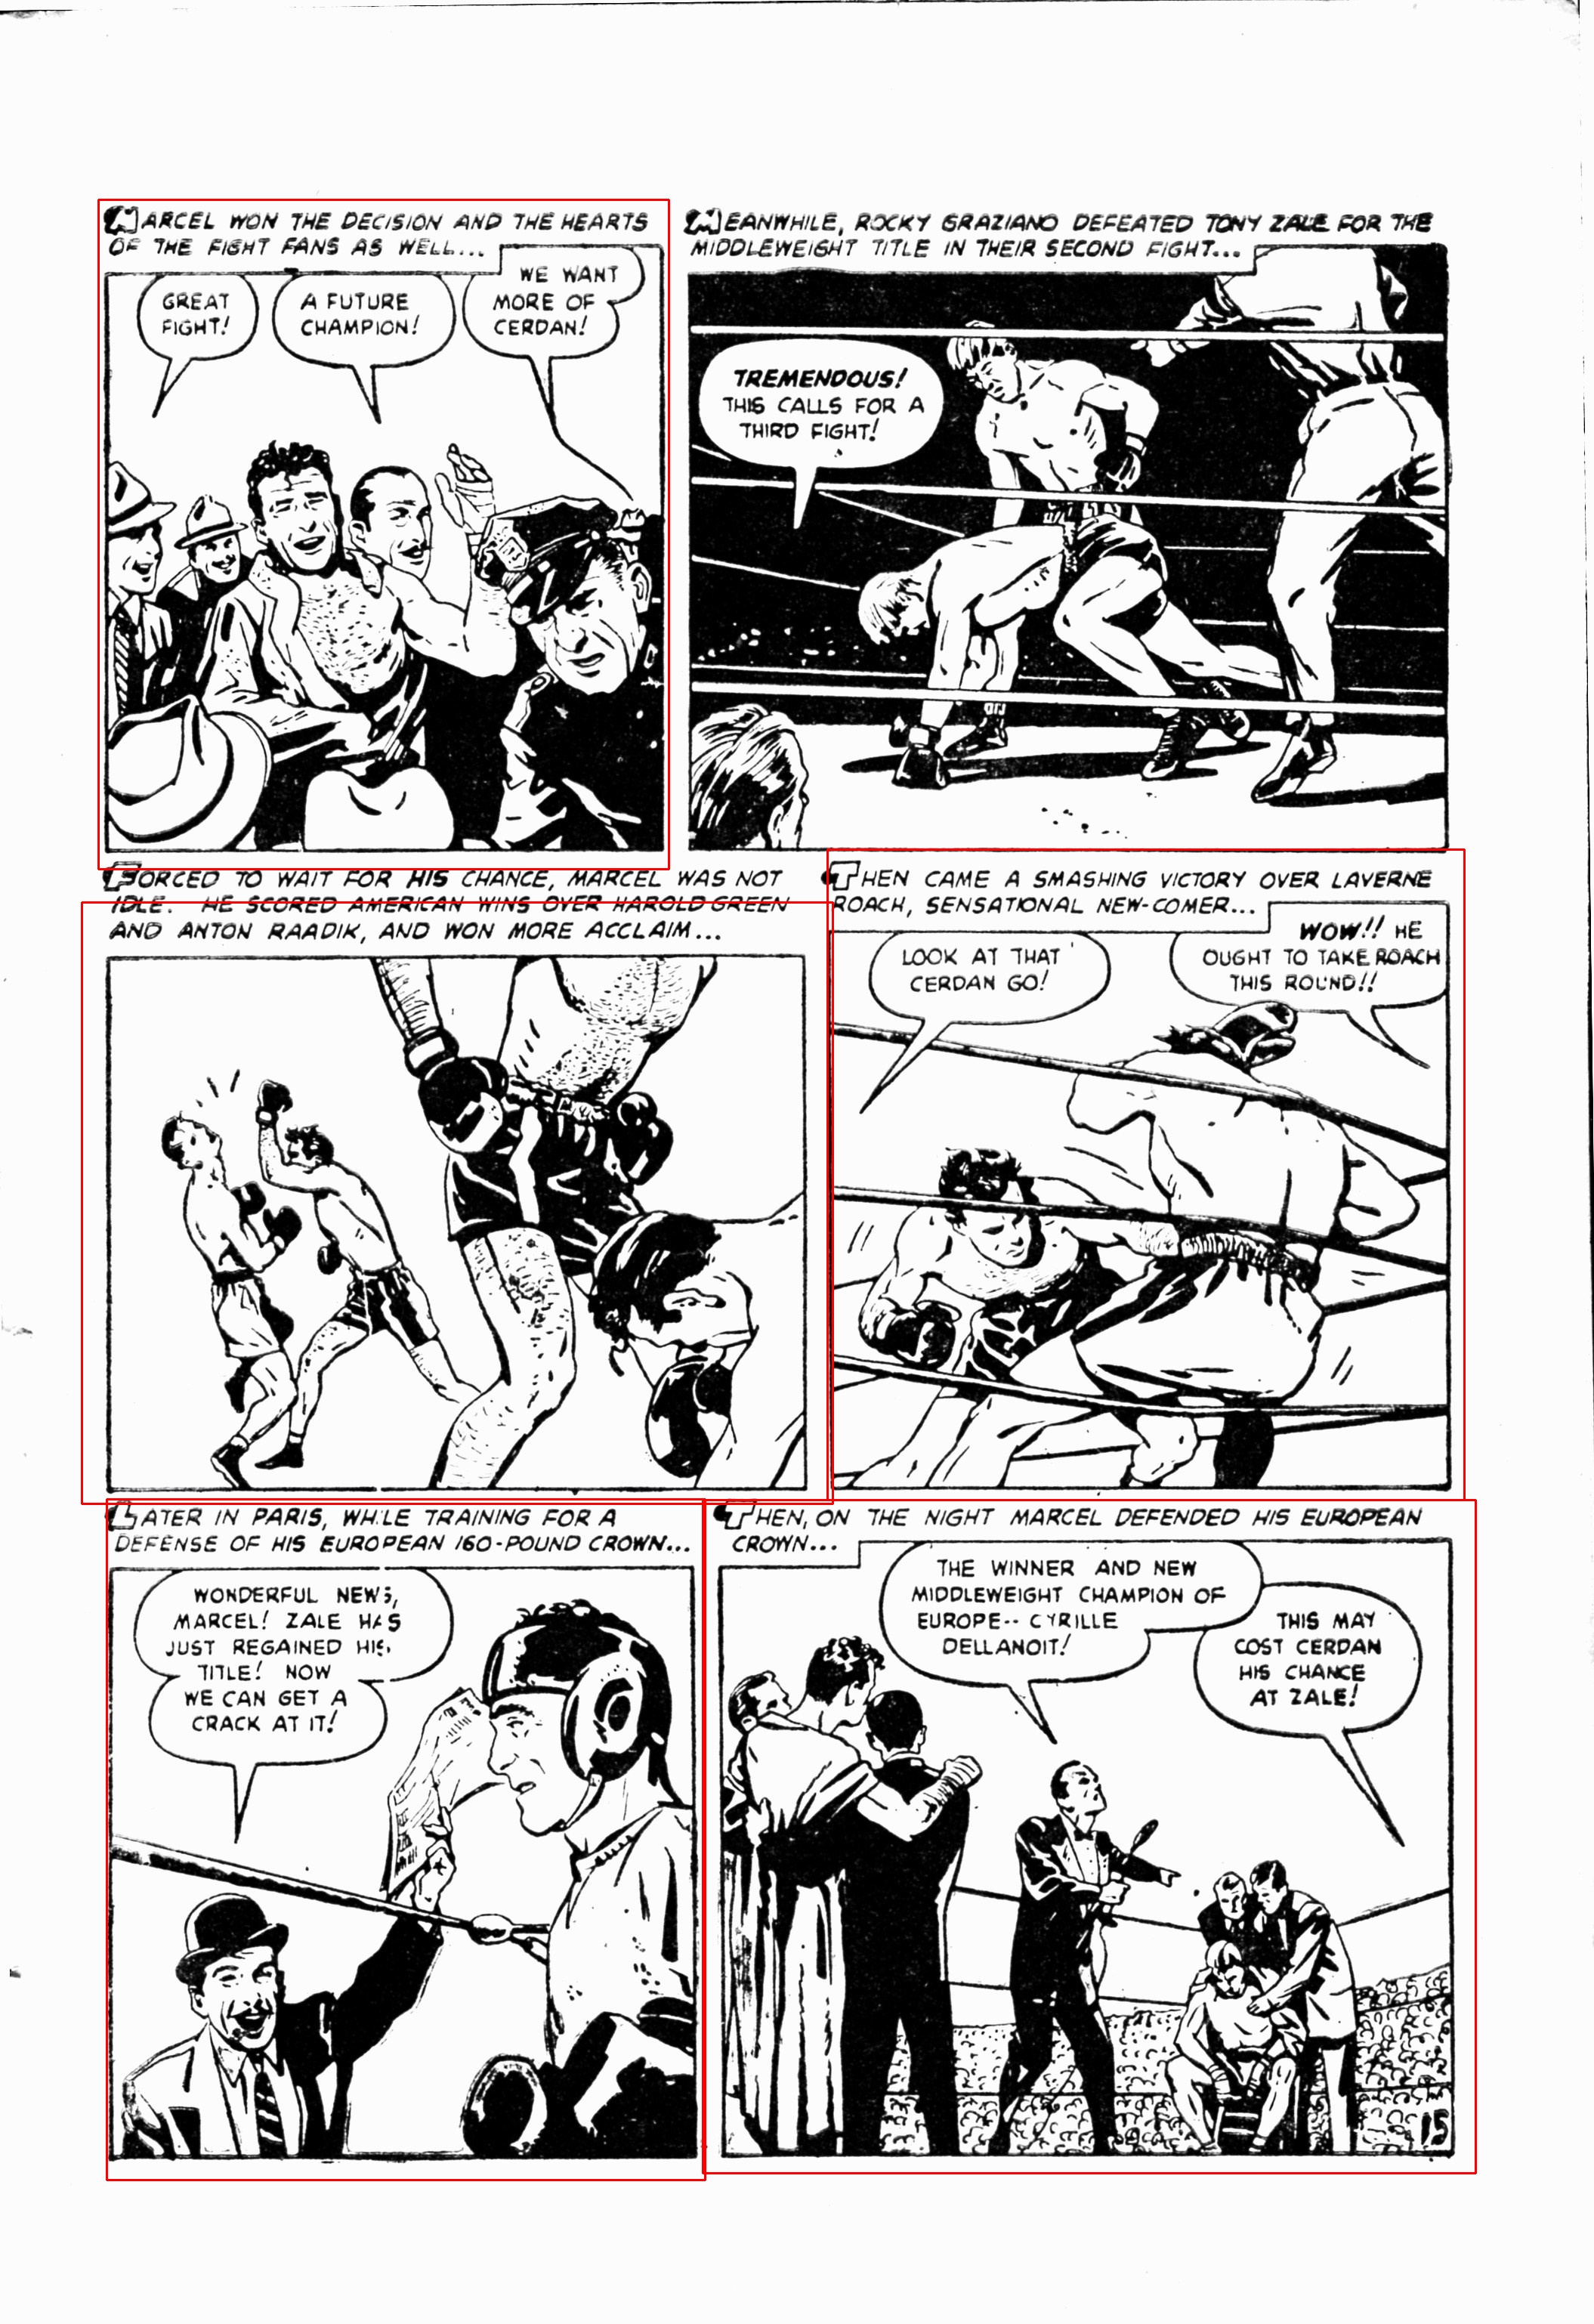 MARCEL WON THE DECISION AND THE HEARTS
OF THE FIGHT FANS AS WELL...
GREAT
FIGHT!
A FUTURE
CHAMPION!
WE WANT
MORE OF
CERDAN!
MEANWHILE, ROCKY GRAZIANO DEFEATED TONY ZALE FOR THE
MIDDLEWEIGHT TITLE IN THEIR SECOND FIGHT...
TREMENDOUS!
THIS CALLS FOR A
THIRD FIGHT!
FORCED TO WAIT FOR HIS CHANCE, MARCEL WAS NOT
IDLE. HE SCORED AMERICAN WINS OVER HAROLD GREEN
AND ANTON RAADIK, AND WON MORE ACCLAIM...
THEN CAME A SMASHING VICTORY OVER LAVERNE
ROACH, SENSATIONAL NEW-COMER...
LOOK AT THAT
CERDAN GO!
WOW!! HE
OUGHT TO TAKE ROACH
THIS ROUND!!
LATER IN PARIS, WHILE TRAINING FOR A
DEFENSE OF HIS EUROPEAN 160-POUND CROWN...
WONDERFUL NEWS,
MARCEL! ZALE HAS
JUST REGAINED HIS
TITLE! NOW
WE CAN GET A
CRACK AT IT!
THEN, ON THE NIGHT MARCEL DEFENDED HIS EUROPEAN
CROWN...
THE WINNER AND NEW
MIDDLEWEIGHT CHAMPION OF
EUROPE-- CYRILLE
DELLANOIT!
THIS MAY
COST CERDAN
HIS CHANCE
AT ZALE!
15